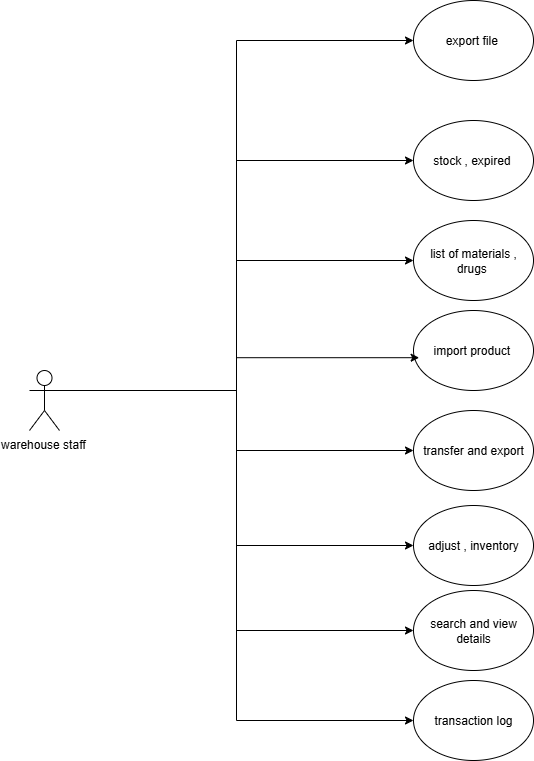 export file
stock , expired
list of materials ,
drugs
import product
warehouse staff
transfer and export
adjust , inventory
search and view
details
transaction log